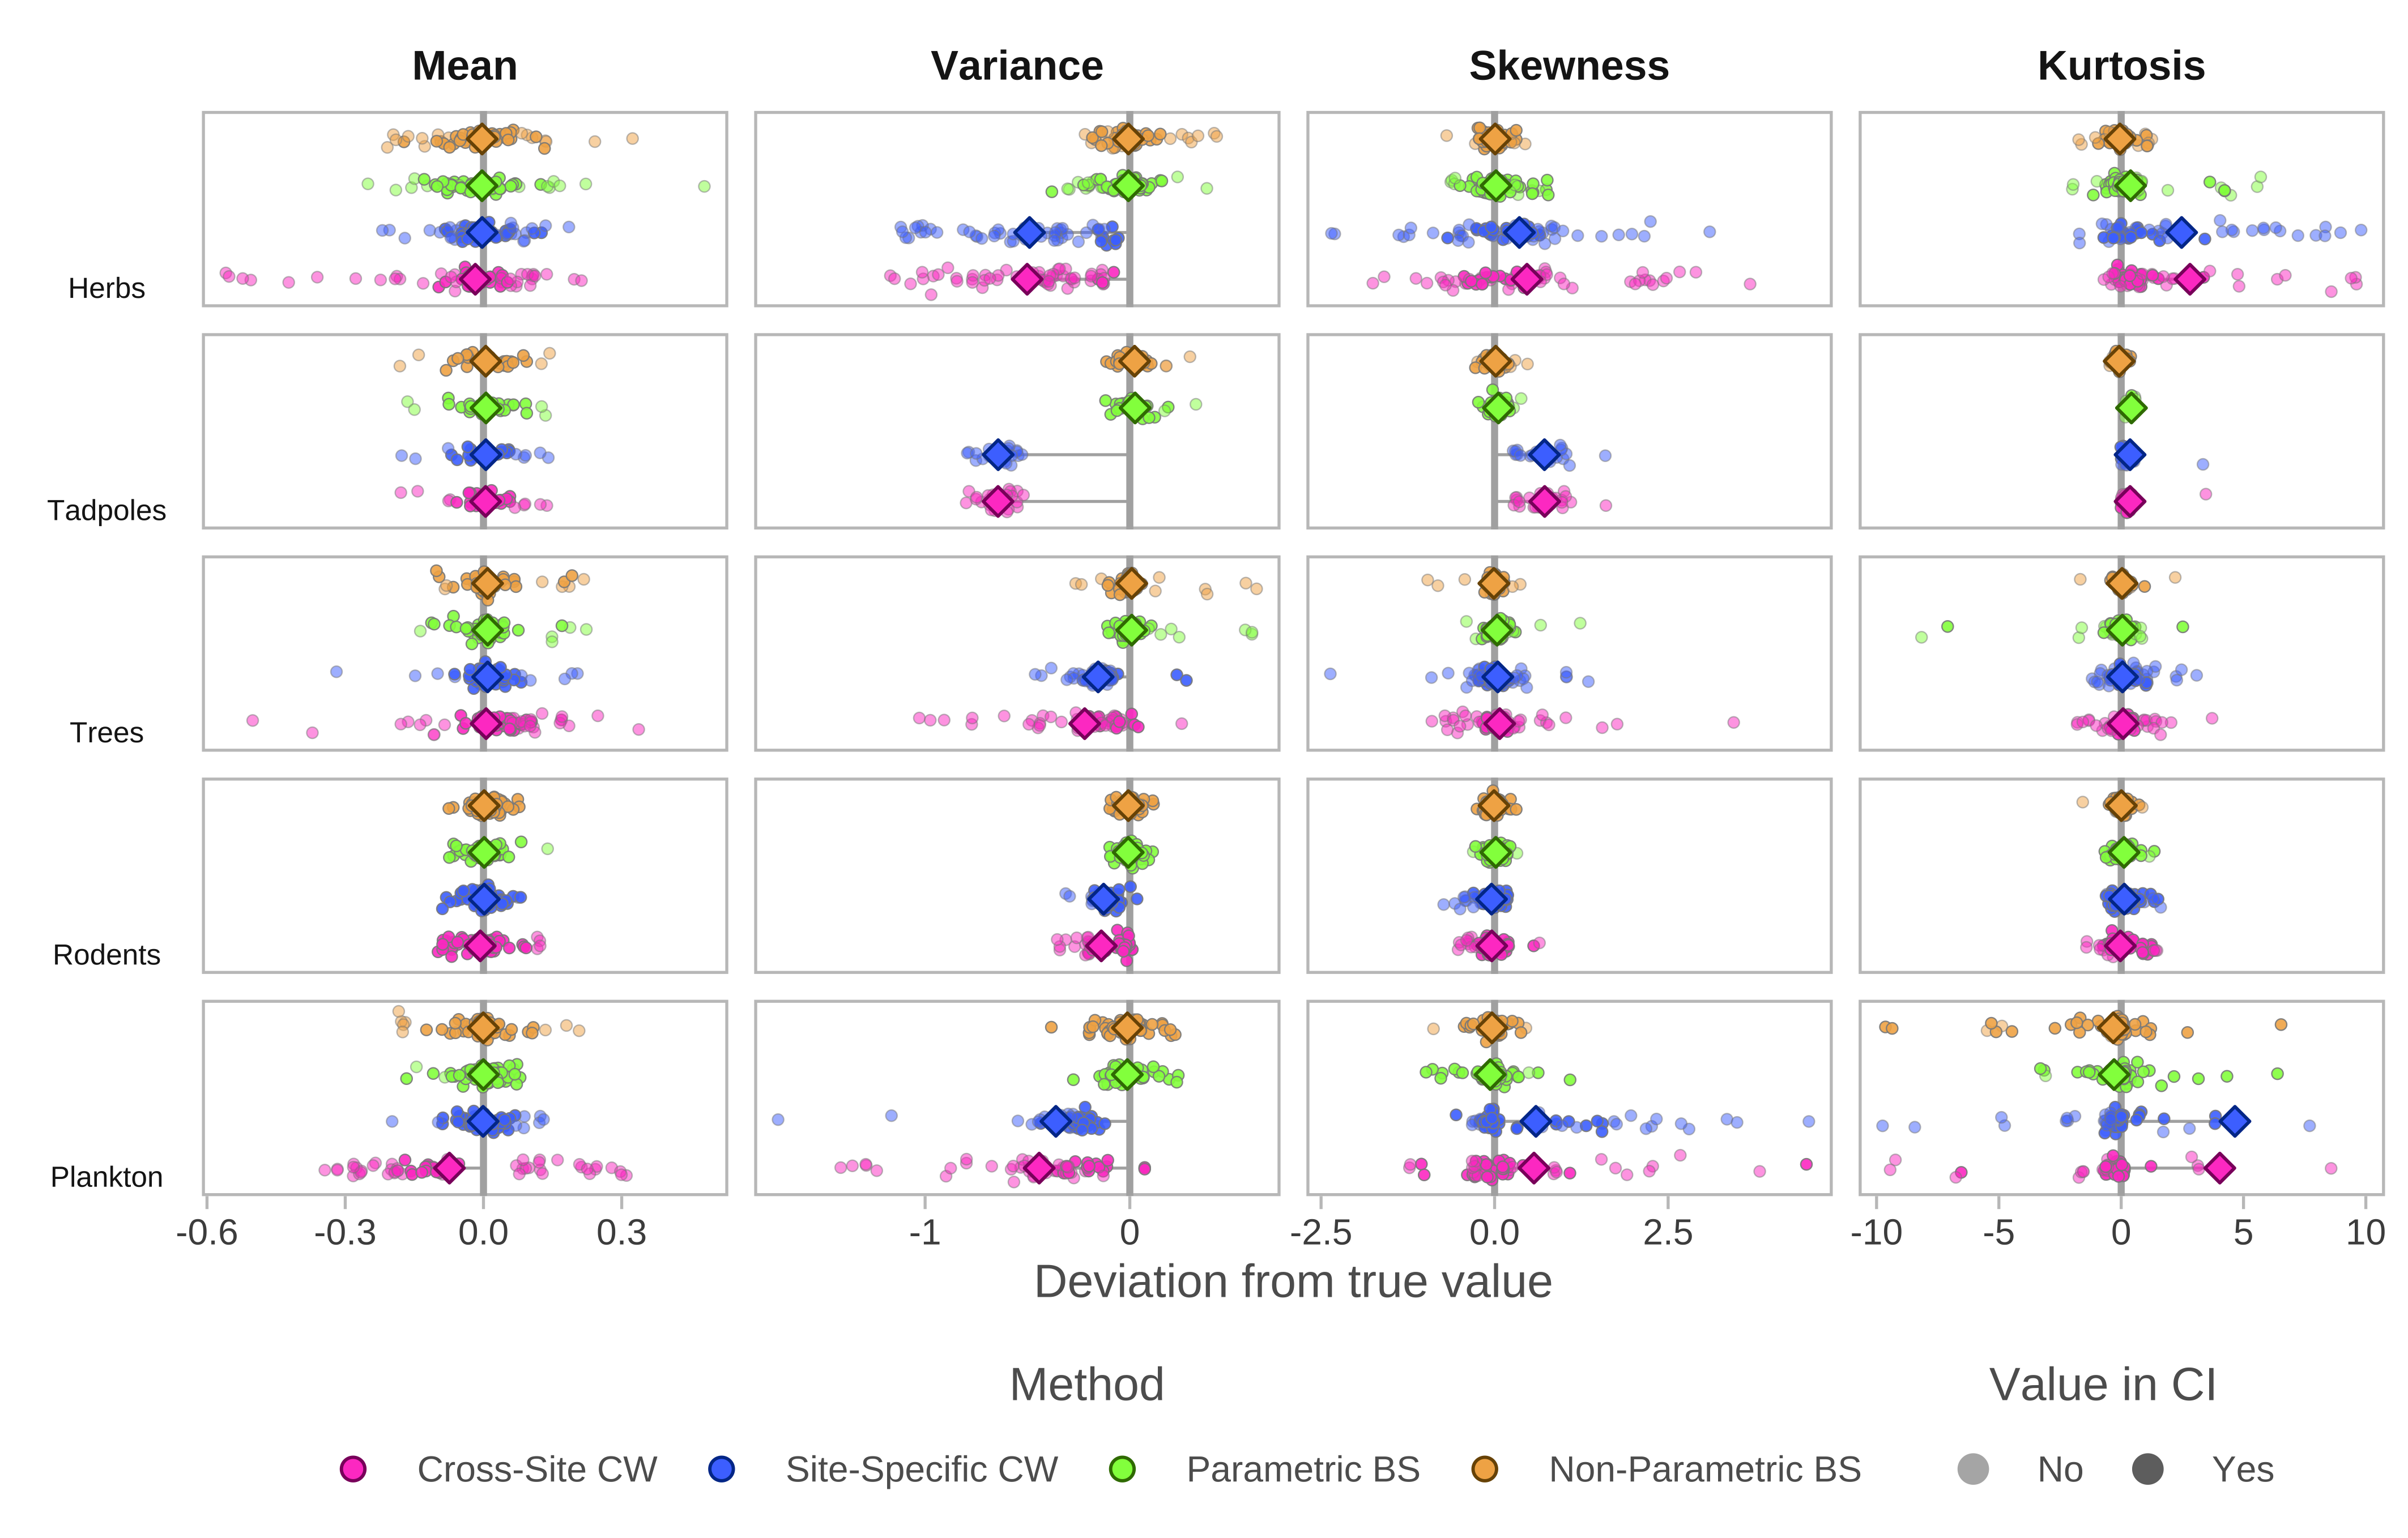 Mean Variance Skewness Kurtosis
Herbs
Tadpoles
Trees
Rodents
Plankton
-0.6 -0.3 0.0 0.3 -1 0 -2.5 0.0 2.5 -10 -5 0 5 10
Deviation from true value
Method Value in CI
Cross-Site CW Site-Specific CW Parametric BS Non-Parametric BS No Yes